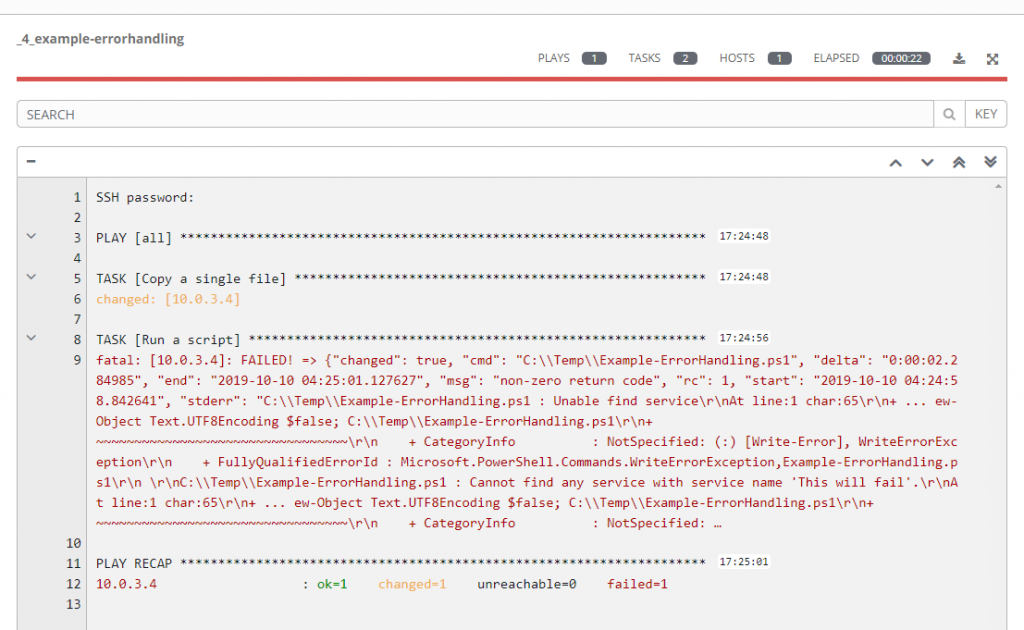 _4_example-errorhandling
PLAYS 1 TASKS 2 HOSTS 1 ELAPSED 00:00:22
SEARCH KEY
1 SSH password:
2
3 PLAY [all] ********************************************************************* 17:24:48
4
5 TASK [Copy a single file] ****************************************************** 17:24:48
6 changed: [10.0.3.4]
7
8 TASK [Run a script] ************************************************************ 17:24:56
9 fatal: [10.0.3.4]: FAILED! => {"changed": true, "cmd": "C:\\Temp\\Example-ErrorHandling.ps1", "delta": "0:00:02.2
84985", "end": "2019-10-10 04:25:01.127627", "msg": "non-zero return code", "rc": 1, "start": "2019-10-10 04:24:5
8.842641", "stderr": "C:\\Temp\\Example-ErrorHandling.ps1 : Unable find service\r\nAt line:1 char:65\r\n+ ... ew-
Object Text.UTF8Encoding $false; C:\\Temp\\Example-ErrorHandling.ps1\r\n+
~~~~~~~~~~~~~~~~~~~~~~~~~~~~~~~~~\r\n    + CategoryInfo          : NotSpecified: (:) [Write-Error], WriteErrorExc
eption\r\n    + FullyQualifiedErrorId : Microsoft.PowerShell.Commands.WriteErrorException,Example-ErrorHandling.p
s1\r\n \r\nC:\\Temp\\Example-ErrorHandling.ps1 : Cannot find any service with service name 'This will fail'.\r\nA
t line:1 char:65\r\n+ ... ew-Object Text.UTF8Encoding $false; C:\\Temp\\Example-ErrorHandling.ps1\r\n+
~~~~~~~~~~~~~~~~~~~~~~~~~~~~~~~~~\r\n    + CategoryInfo          : NotSpecified: …
10
11 PLAY RECAP ********************************************************************* 17:25:01
12 10.0.3.4                   : ok=1    changed=1    unreachable=0    failed=1
13